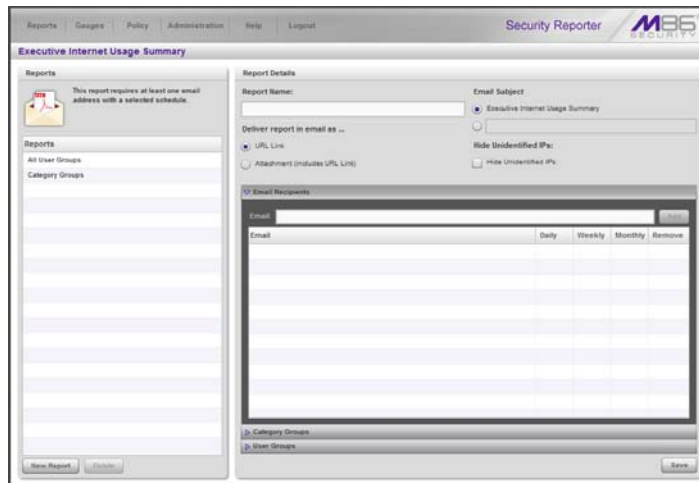 Reports Gauges Policy Administration Help Logout
Security Reporter
M86
SECURITY
Executive Internet Usage Summary
Reports
This report requires at least one email
address with a selected schedule.
Reports
All User Groups
Category Groups
New Report Delete
Report Details
Report Name:
Email Subject
Executive Internet Usage Summary
Deliver report in email as ...
URL Link
Attachment (includes URL Link)
Hide Unidentified IPs:
Hide Unidentified IPs:
Email Recipients
Email Add
Email Daily Weekly Monthly Remove
Category Groups
User Groups
Save